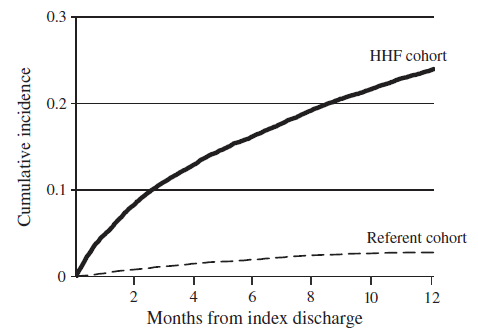 0.3
HHF cohort
0.2
Cumulative incidence
0.1
Referent cohort
0
2 4 6 8 10 12
Months from index discharge